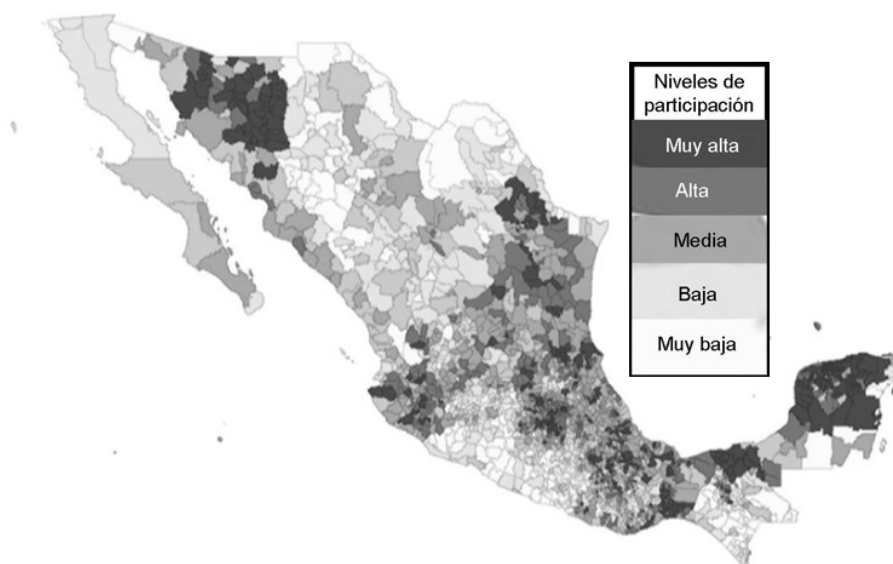 Niveles de
participación
Muy alta
Alta
Media
Baja
Muy baja